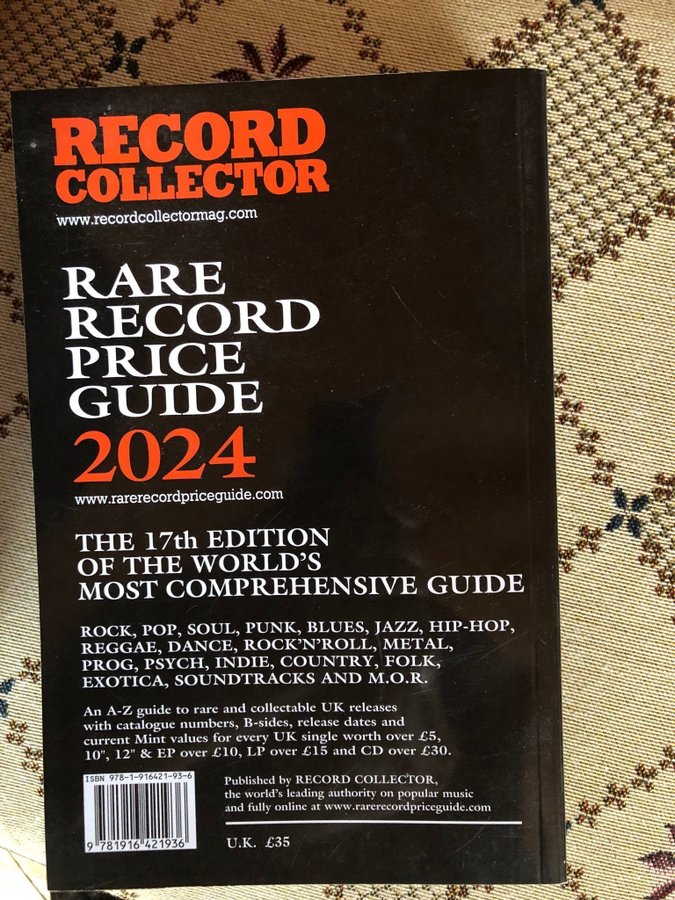 RECORD
COLLECTOR
www.recordcollectormag.com
RARE
RECORD
PRICE
GUIDE
2024
www.rarerecordpriceguide.com
THE 17th EDITION
OF THE WORLD'S
MOST COMPREHENSIVE GUIDE
ROCK, POP, SOUL, PUNK, BLUES, JAZZ, HIP-HOP,
REGGAE, DANCE, ROCK'N'ROLL, METAL,
PROG, PSYCH, INDIE, COUNTRY, FOLK,
EXOTICA, SOUNDTRACKS AND M.O.R.
An A-Z guide to rare and collectable UK releases
with catalogue numbers, B-sides, release dates and
current Mint values for every UK single worth over £5,
10", 12" & EP over £10, LP over £15 and CD over £30.
ISBN 978-1-916421-93-6
9 781916 421936
Published by RECORD COLLECTOR,
the world's leading authority on popular music
and fully online at www.rarerecordpriceguide.com
U.K. £35